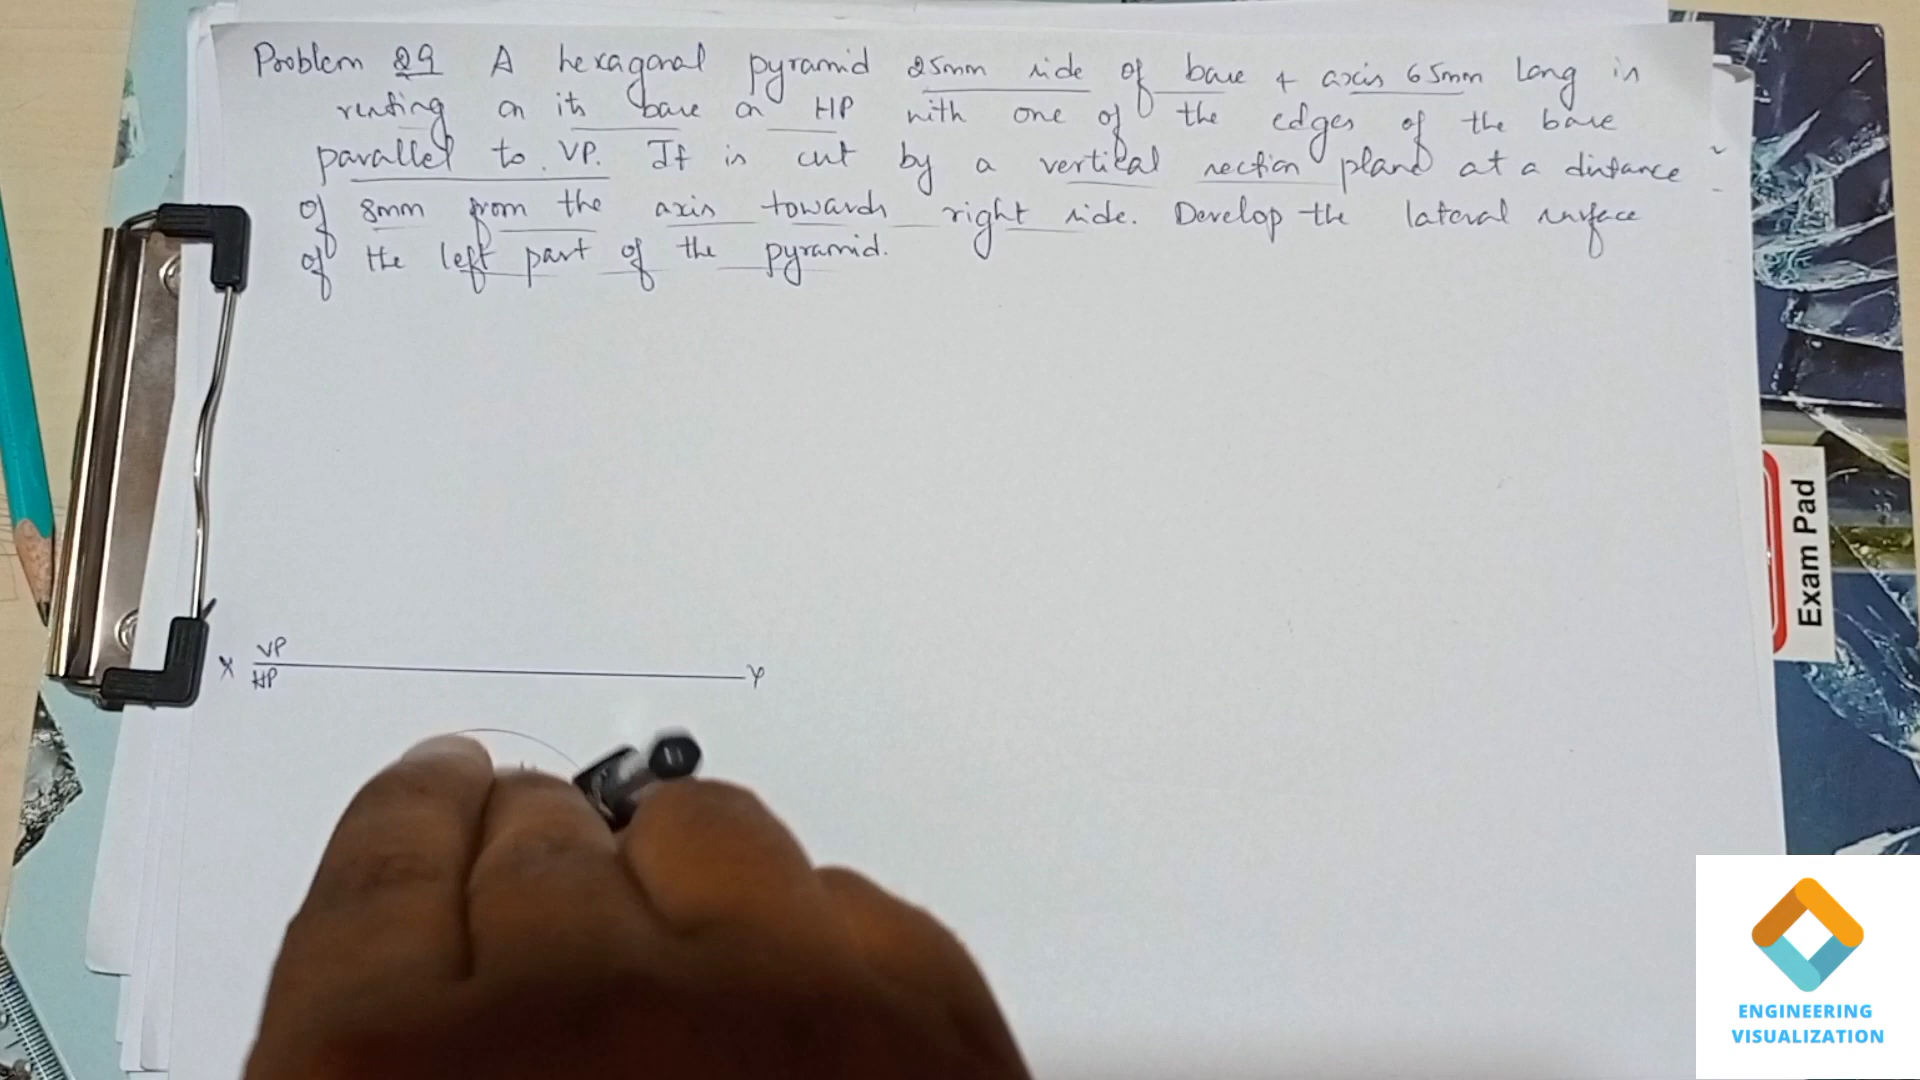 Problem 29 A hexagonal pyramid 25mm side of base & axis 65mm long is
resting on its base on HP with one of the edges of the base
parallel to VP. It is cut by a vertical section plane at a distance
of 8mm from the axis towards right side. Develop the lateral surface
of the left part of the pyramid.
VP
X HP Y
Exam Pad
ENGINEERING
VISUALIZATION